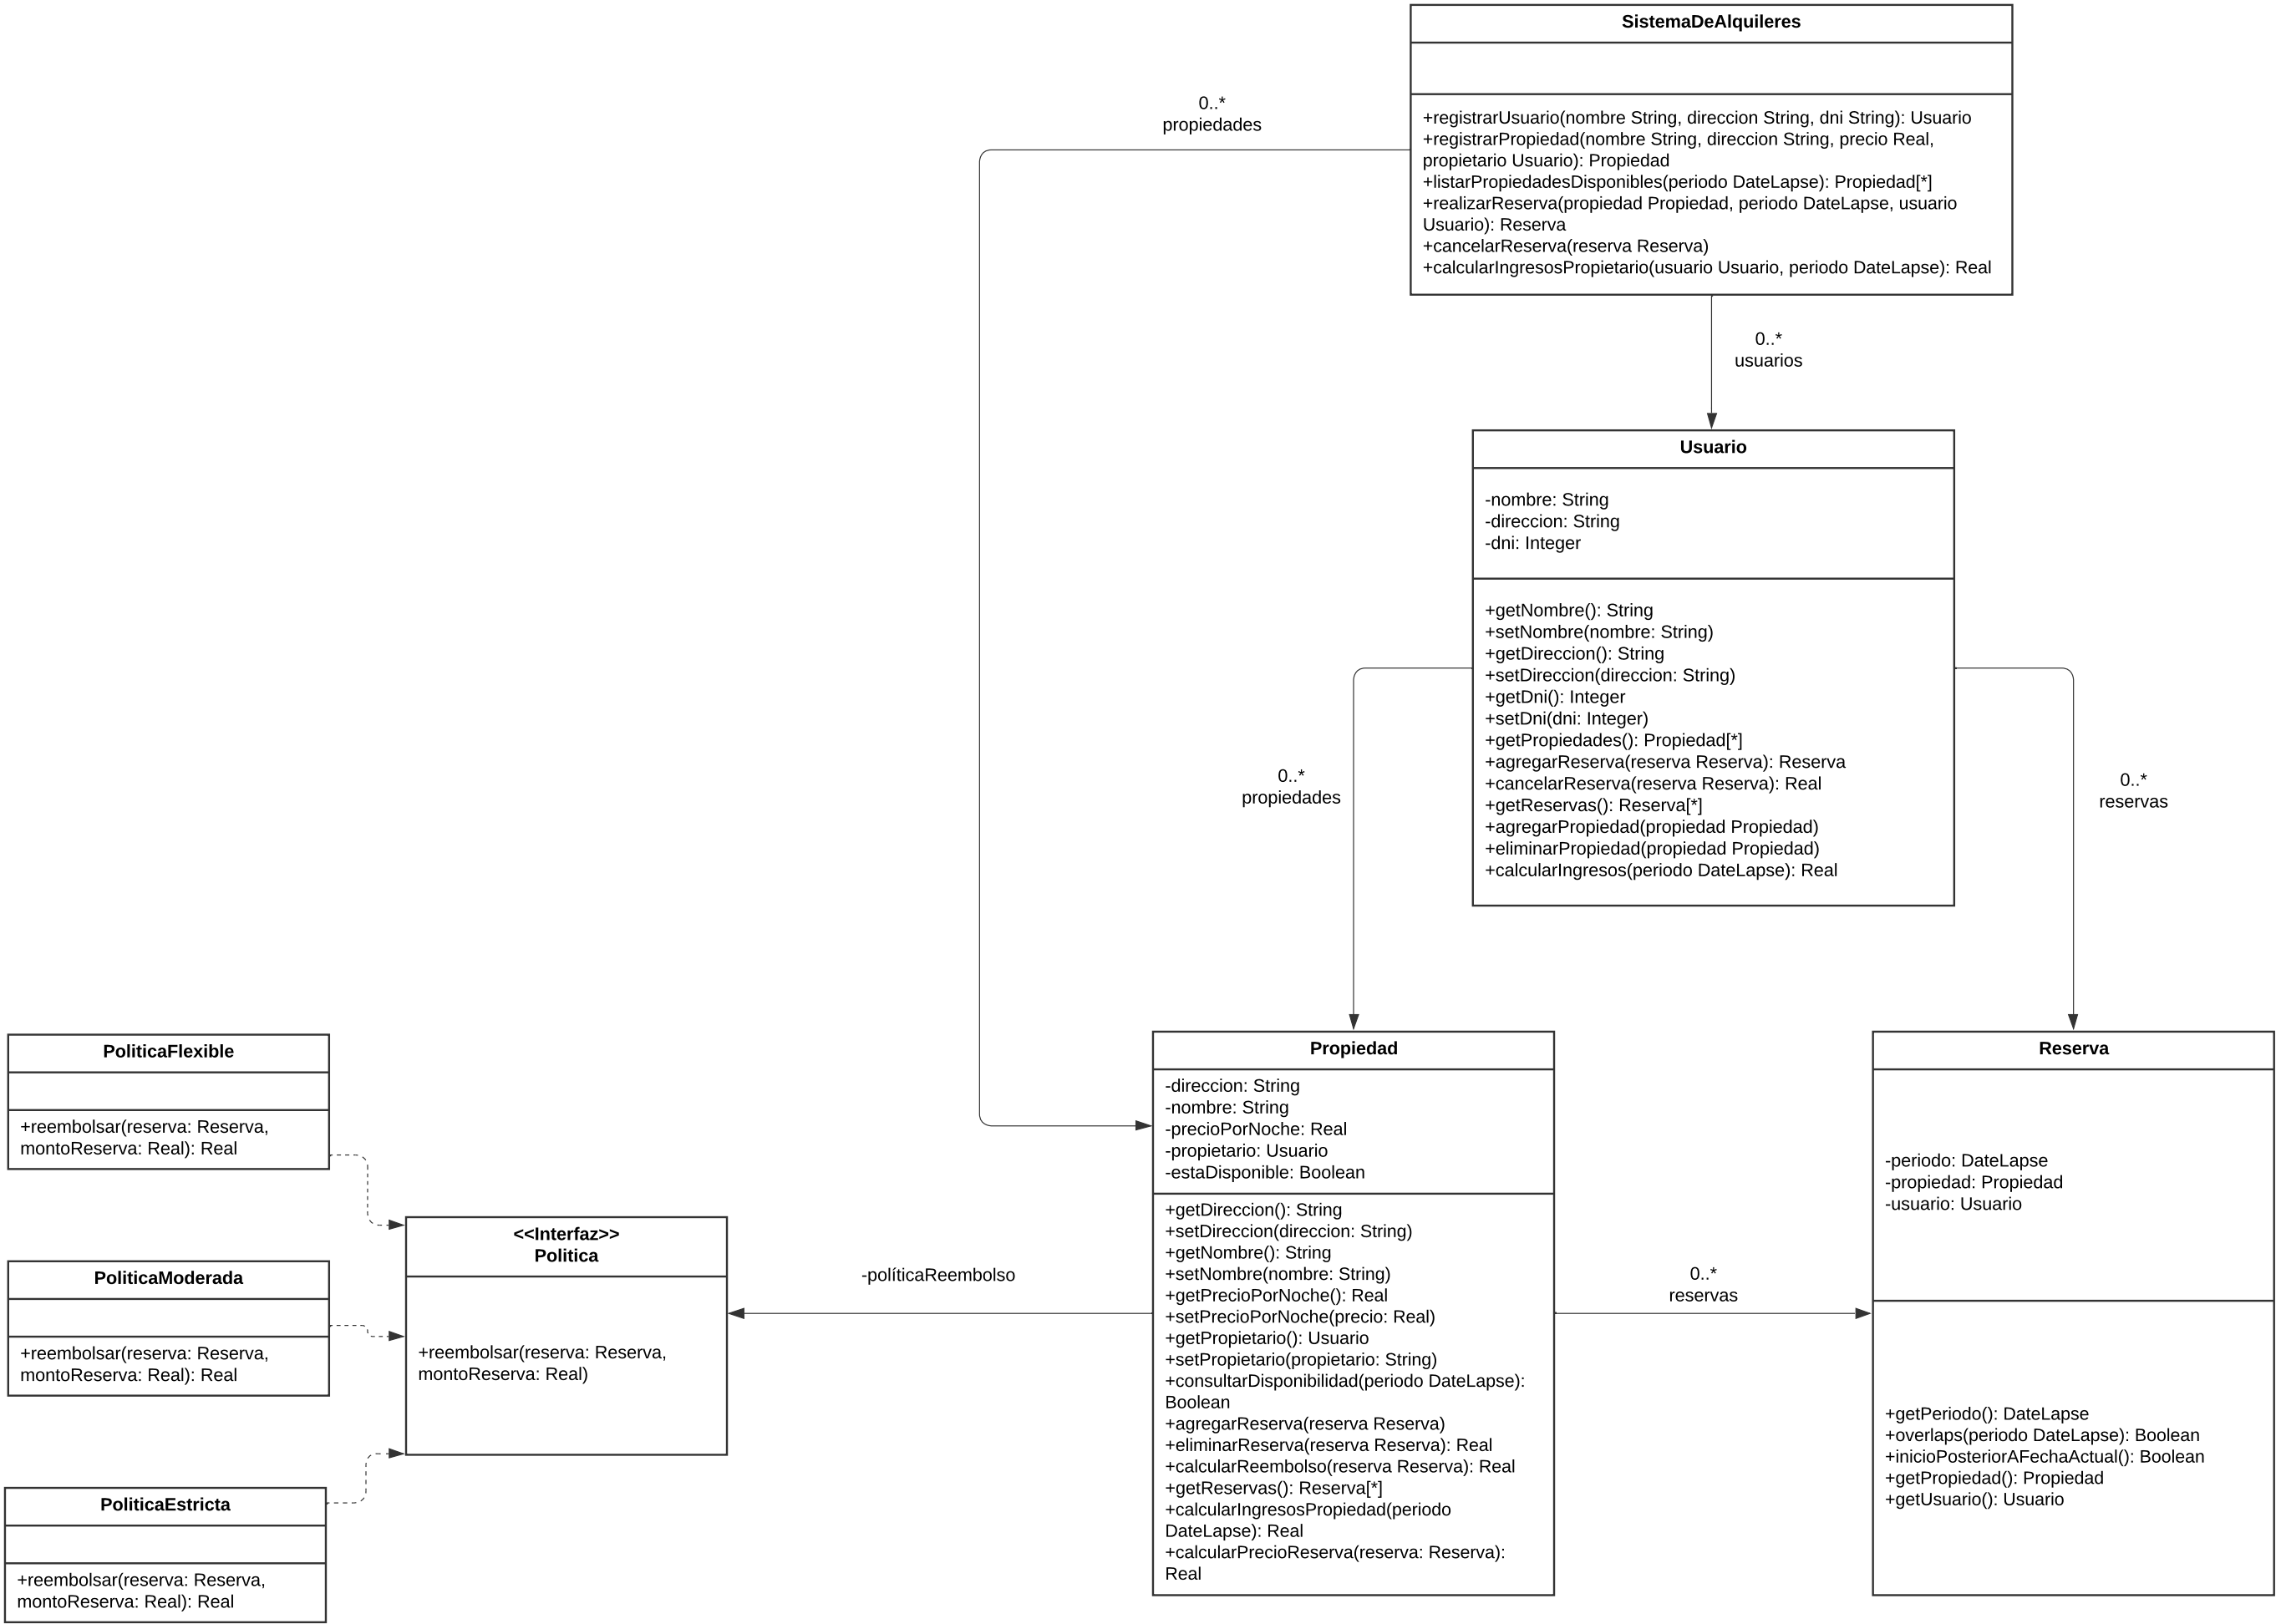 SistemaDeAlquileres
+registrarUsuario(nombre String, direccion String, dni String): Usuario
+registrarPropiedad(nombre String, direccion String, precio Real,
propietario Usuario): Propiedad
+listarPropiedadesDisponibles(periodo DateLapse): Propiedad[*]
+realizarReserva(propiedad Propiedad, periodo DateLapse, usuario
Usuario): Reserva
+cancelarReserva(reserva Reserva)
+calcularIngresosPropietario(usuario Usuario, periodo DateLapse): Real
0..*
propiedades
0..*
usuarios
Usuario
-nombre: String
-direccion: String
-dni: Integer
+getNombre(): String
+setNombre(nombre: String)
+getDireccion(): String
+setDireccion(direccion: String)
+getDni(): Integer
+setDni(dni: Integer)
+getPropiedades(): Propiedad[*]
+agregarReserva(reserva Reserva): Reserva
+cancelarReserva(reserva Reserva): Real
+getReservas(): Reserva[*]
+agregarPropiedad(propiedad Propiedad)
+eliminarPropiedad(propiedad Propiedad)
+calcularIngresos(periodo DateLapse): Real
0..*
propiedades
0..*
reservas
PoliticaFlexible
+reembolsar(reserva: Reserva,
montoReserva: Real): Real
PoliticaModerada
+reembolsar(reserva: Reserva,
montoReserva: Real): Real
PoliticaEstricta
+reembolsar(reserva: Reserva,
montoReserva: Real): Real
<<Interfaz>>
Politica
+reembolsar(reserva: Reserva,
montoReserva: Real)
-políticaReembolso
Propiedad
-direccion: String
-nombre: String
-precioPorNoche: Real
-propietario: Usuario
-estaDisponible: Boolean
+getDireccion(): String
+setDireccion(direccion: String)
+getNombre(): String
+setNombre(nombre: String)
+getPrecioPorNoche(): Real
+setPrecioPorNoche(precio: Real)
+getPropietario(): Usuario
+setPropietario(propietario: String)
+consultarDisponibilidad(periodo DateLapse):
Boolean
+agregarReserva(reserva Reserva)
+eliminarReserva(reserva Reserva): Real
+calcularReembolso(reserva Reserva): Real
+getReservas(): Reserva[*]
+calcularIngresosPropiedad(periodo
DateLapse): Real
+calcularPrecioReserva(reserva: Reserva):
Real
0..*
reservas
Reserva
-periodo: DateLapse
-propiedad: Propiedad
-usuario: Usuario
+getPeriodo(): DateLapse
+overlaps(periodo DateLapse): Boolean
+inicioPosteriorAFechaActual(): Boolean
+getPropiedad(): Propiedad
+getUsuario(): Usuario